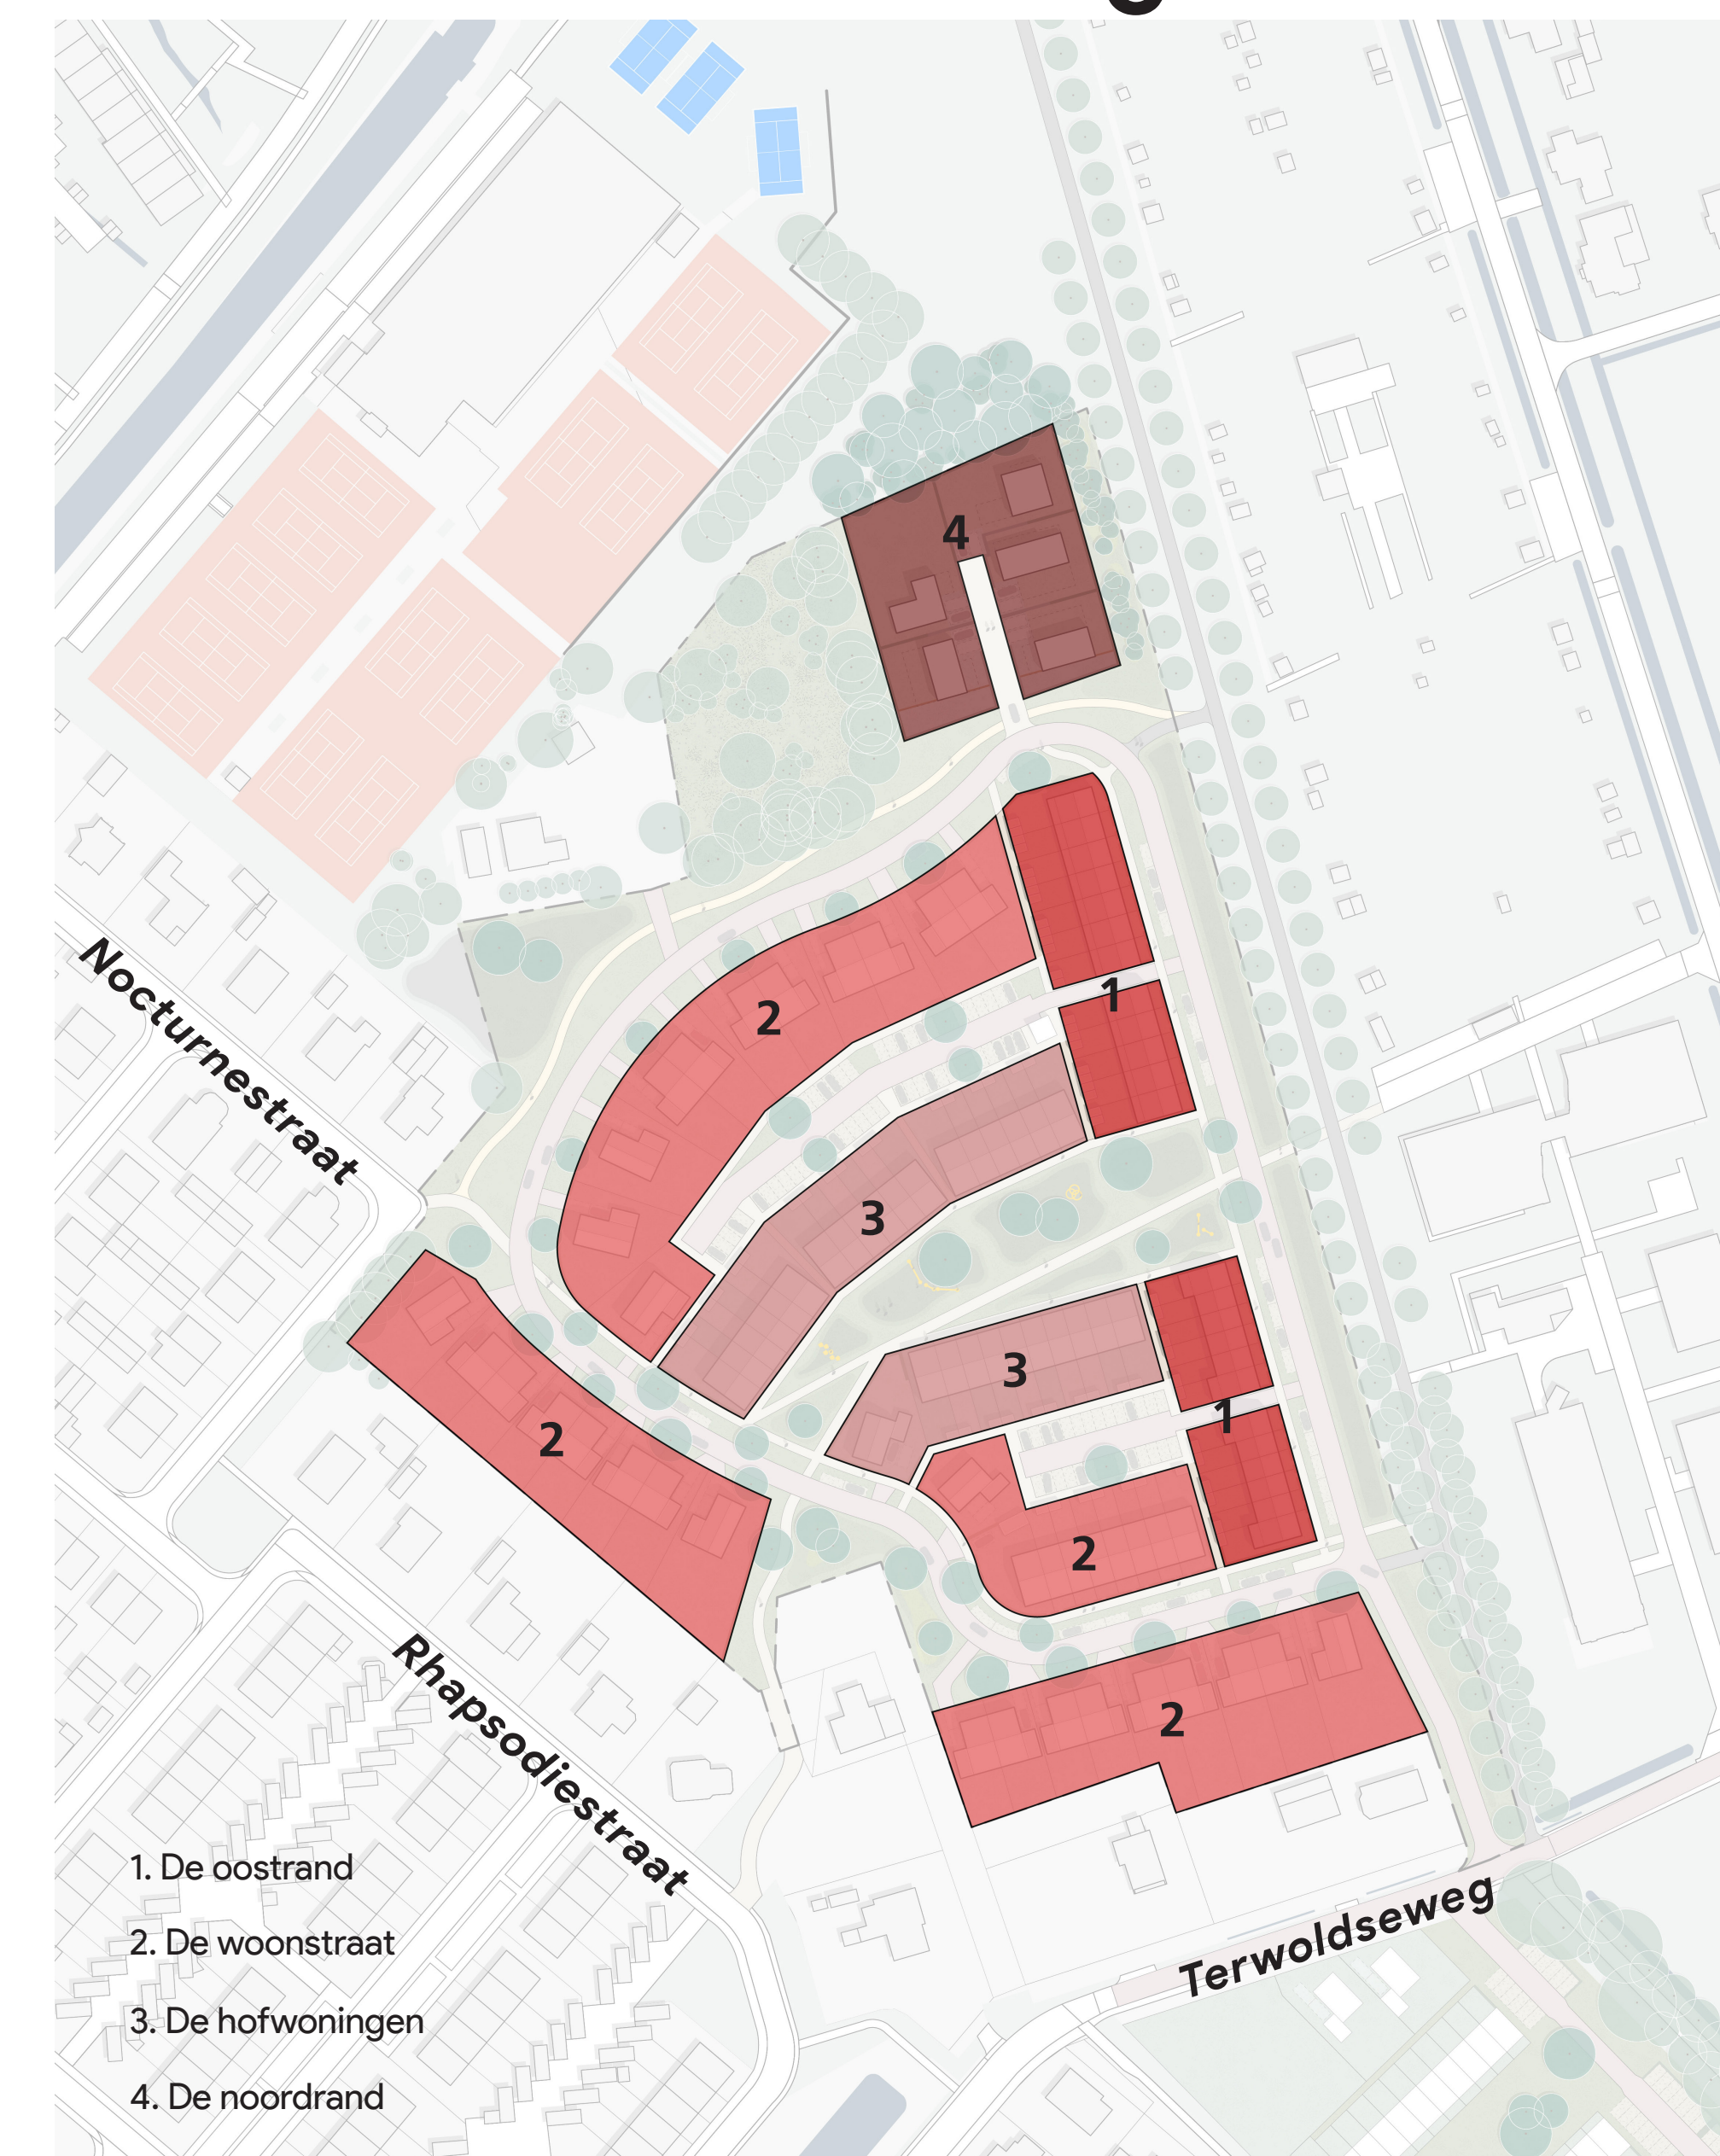 4
2
1
Nocturnestraat
3
3
1
2
2
2
Rhapsodiestraat
1. De oostrand
2. De woonstraat
3. De hofwoningen
4. De noordrand
Terwoldseweg